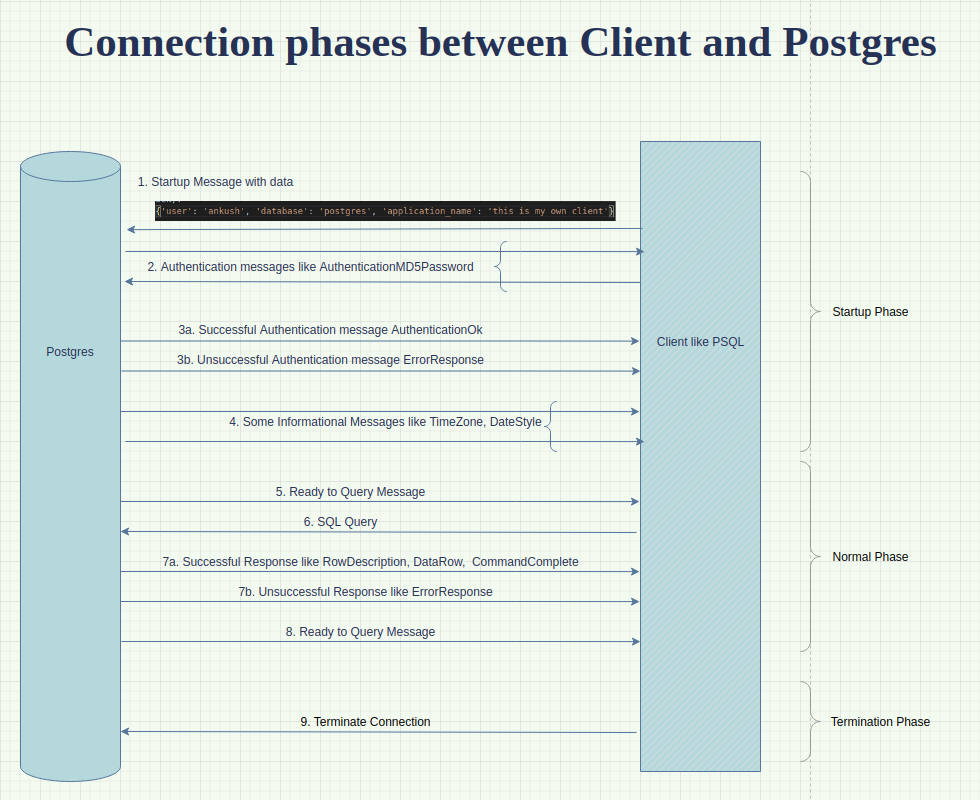 Connection phases between Client and Postgres
1. Startup Message with data
{'user': 'ankush', 'database': 'postgres', 'application_name': 'this is my own client'}
2. Authentication messages like AuthenticationMD5Password
Startup Phase
3a. Successful Authentication message AuthenticationOk
Postgres
Client like PSQL
3b. Unsuccessful Authentication message ErrorResponse
4. Some Informational Messages like TimeZone, DateStyle
5. Ready to Query Message
6. SQL Query
Normal Phase
7a. Successful Response like RowDescription, DataRow,  CommandComplete
7b. Unsuccessful Response like ErrorResponse
8. Ready to Query Message
9. Terminate Connection
Termination Phase